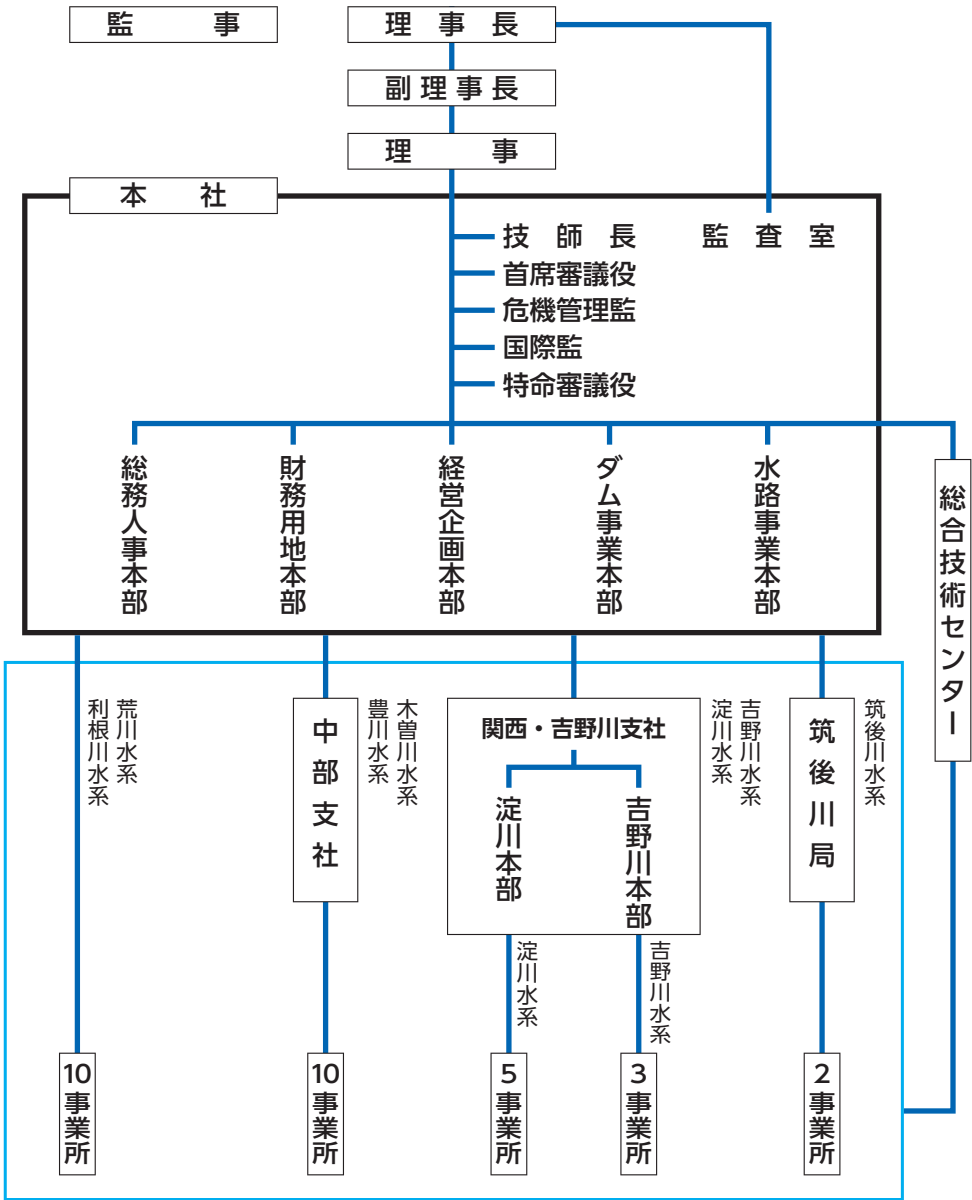 監事
理事長
副理事長
理事
本社
技師長
監査室
首席審議役
危機管理監
国際監
特命審議役
総務人事本部
財務用地本部
経営企画本部
ダム事業本部
水路事業本部
総合技術センター
荒川水系
利根川水系
中部支社
木曽川水系
豊川水系
関西・吉野川支社
淀川本部
吉野川本部
吉野川水系
淀川水系
筑後川局
筑後川水系
淀川水系
吉野川水系
10事業所
10事業所
5事業所
3事業所
2事業所